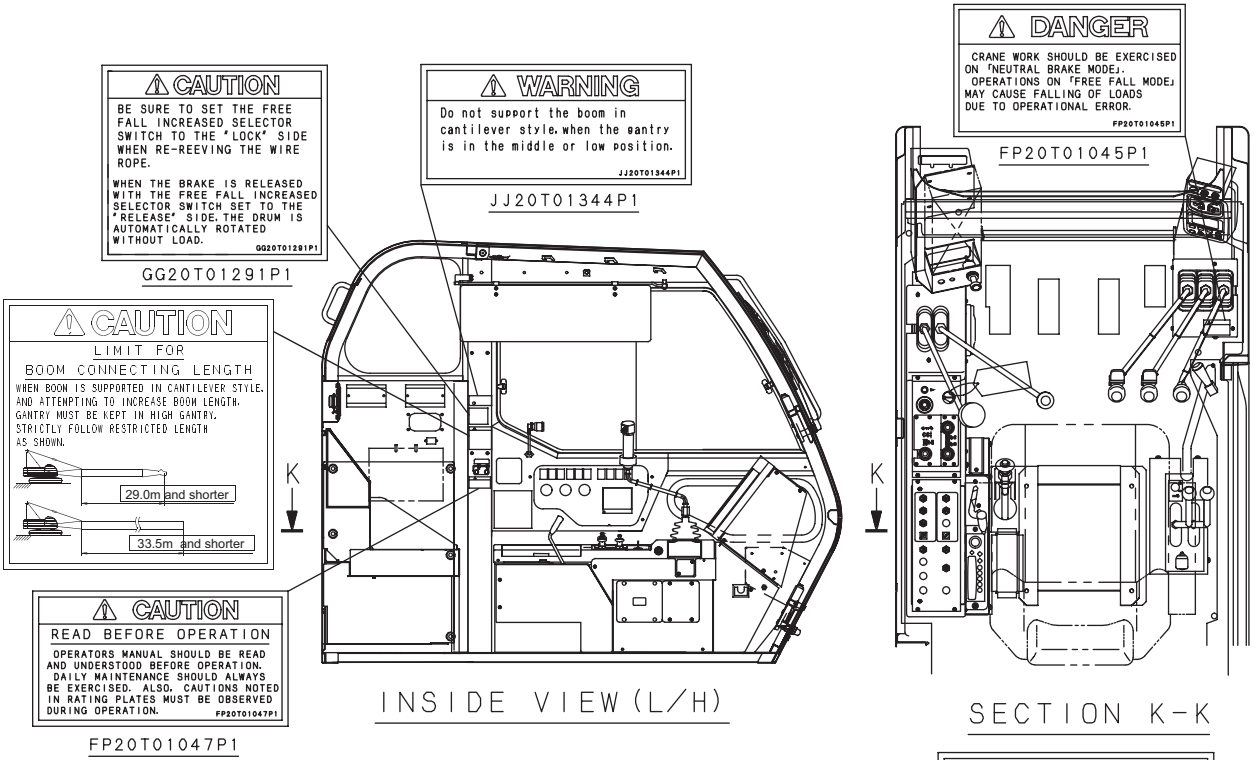 DANGER
CRANE WORK SHOULD BE EXERCISED
ON「NEUTRAL BRAKE MODE」.
OPERATIONS ON「FREE FALL MODE」
MAY CAUSE FALLING OF LOADS
DUE TO OPERATIONAL ERROR.
FP20T01045P1
FP20T01045P1
CAUTION
BE SURE TO SET THE FREE
FALL INCREASED SELECTOR
SWITCH TO THE "LOCK" SIDE
WHEN RE-REEVING THE WIRE
ROPE.
WHEN THE BRAKE IS RELEASED
WITH THE FREE FALL INCREASED
SELECTOR SWITCH SET TO THE
"RELEASE" SIDE. THE DRUM IS
AUTOMATICALLY ROTATED
WITHOUT LOAD.
GG20T01291P1
GG20T01291P1
WARNING
Do not support the boom in
cantilever style. when the gantry
is in the middle or low position.
JJ20T01344P1
JJ20T01344P1
CAUTION
LIMIT FOR
BOOM CONNECTING LENGTH
WHEN BOON IS SUPPORTED IN CANTILEVER STYLE.
AND ATTEMPTING TO INCREASE BOOM LENGTH.
GANTRY MUST BE KEPT IN HIGH GANTRY.
STRICTLY FOLLOW RESTRICTED LENGTH
AS SHOWN.
29.0m and shorter
33.5m and shorter
K
K
CAUTION
READ BEFORE OPERATION
OPERATORS MANUAL SHOULD BE READ
AND UNDERSTOOD BEFORE OPERATION.
DAILY MAINTENANCE SHOULD ALWAYS
BE EXERCISED. ALSO. CAUTIONS NOTED
IN RATING PLATES MUST BE OBSERVED
DURING OPERATION.
FP20T01047P1
FP20T01047P1
INSIDE VIEW (L/H)
SECTION K-K